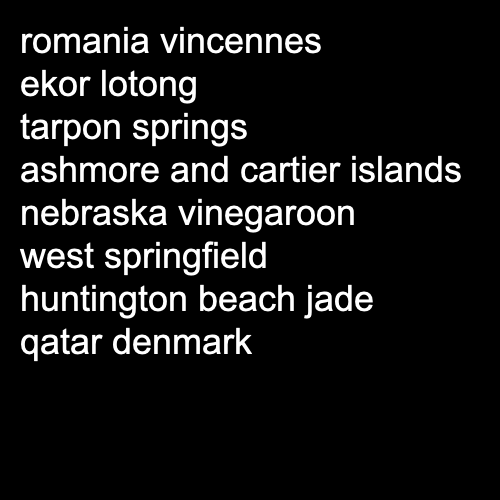 romania vincennes
ekor lotong
tarpon springs
ashmore and cartier islands
nebraska vinegaroon
west springfield
huntington beach jade
qatar denmark